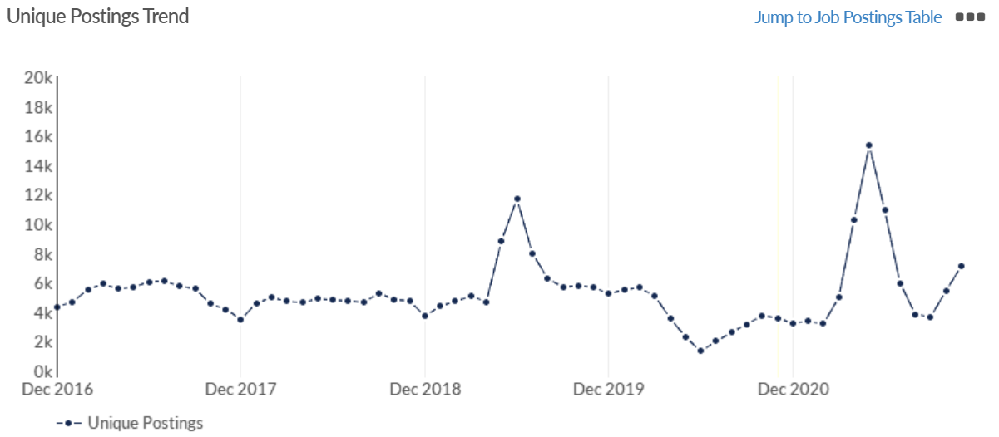 Unique Postings Trend
Jump to Job Postings Table
20k
18k
16k
14k
12k
10k
8k
6k
4k
2k
0k
Dec 2016 Dec 2017 Dec 2018 Dec 2019 Dec 2020
Unique Postings